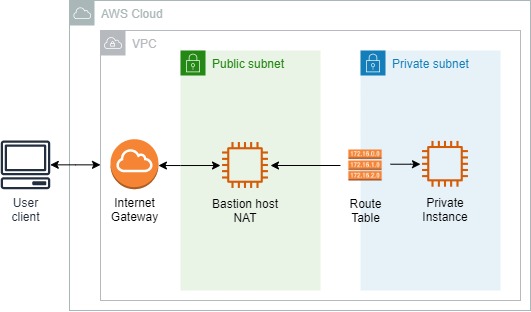 AWS Cloud
VPC
Public subnet
Private subnet
172.16.0.0
172.16.1.0
172.16.2.0
User
client
Internet
Gateway
Bastion host
NAT
Route
Table
Private
Instance